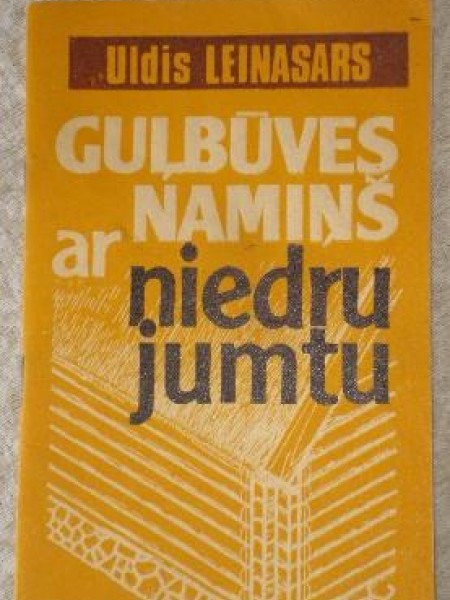 Uldis LEINASARS
GUĻBŪVES
NAMIŅŠ
ar
niedru
jumtu